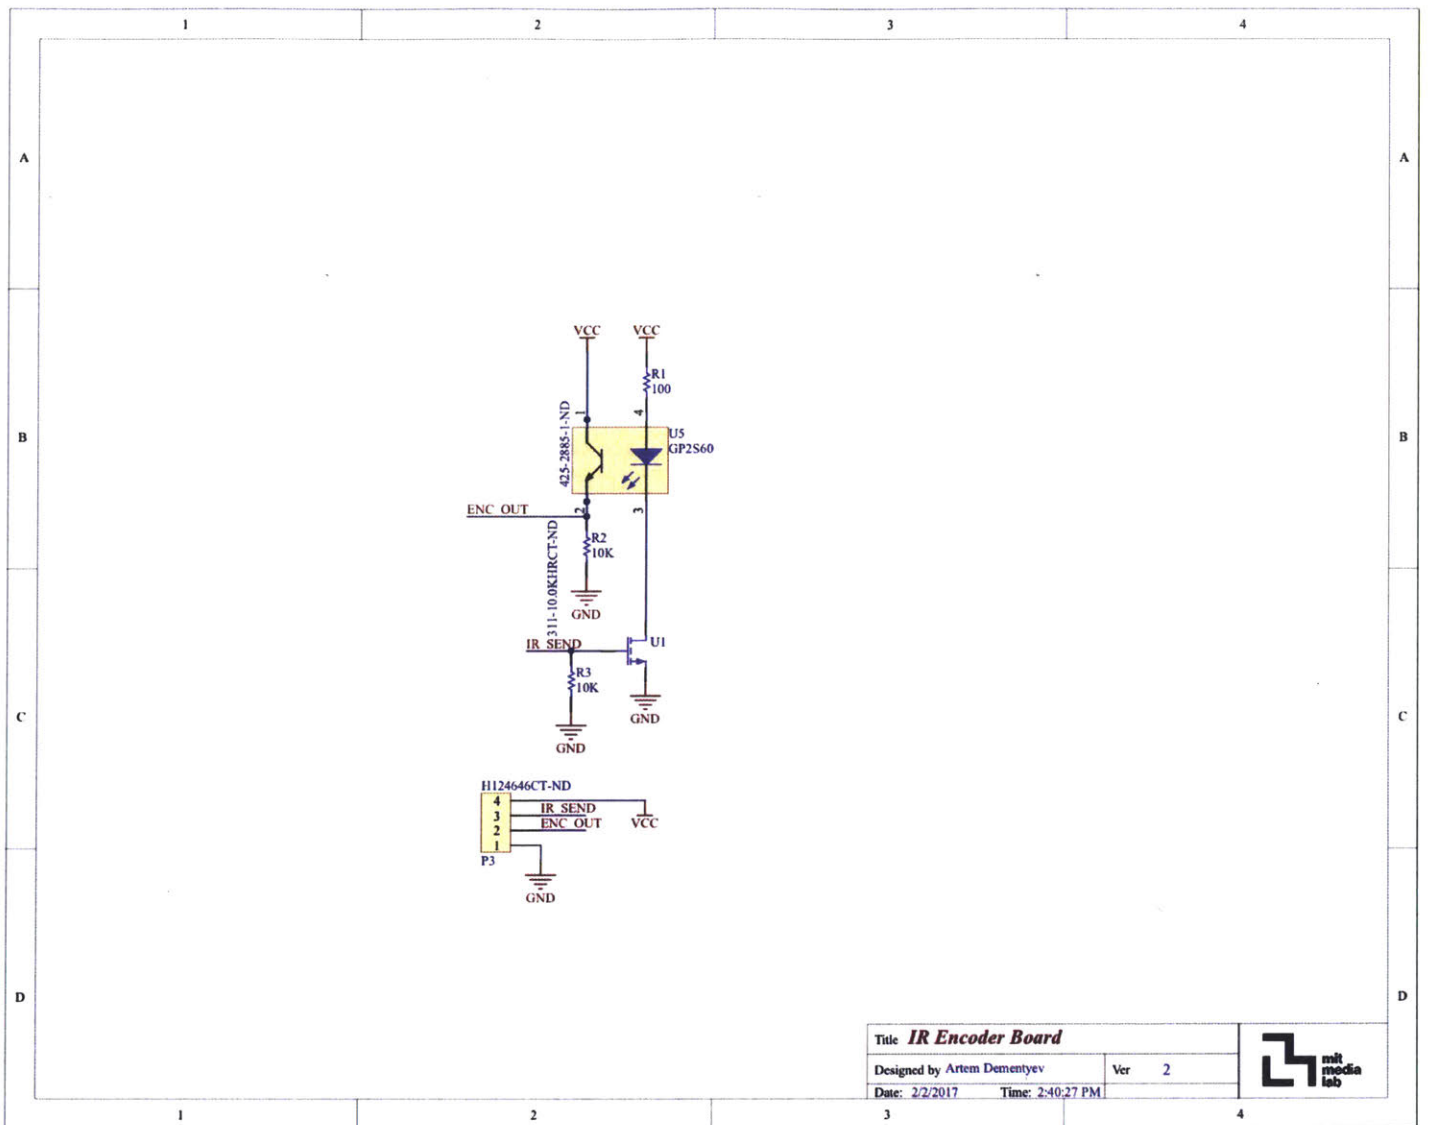 1 2 3 4
A A
VCC VCC
R1
100
1
4
425-2885-1-ND
U5
GP2S60
B B
ENC_OUT
2
3
R2
10K
311-10.0KHRCT-ND
GND
IR_SEND
U1
R3
10K
GND
C C
GND
H124646CT-ND
4
IR_SEND
3
ENC_OUT
VCC
2
1
P3
GND
D D
Title IR Encoder Board
Designed by Artem Dementyev Ver 2
Date: 2/2/2017 Time: 2:40:27 PM
mit
media
lab
1 2 3 4